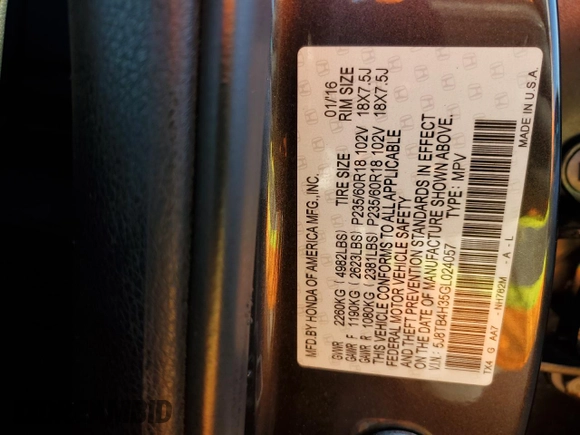 MFD.BY HONDA OF AMERICA MFG.,INC. 01/'16
TIRE SIZE RIM SIZE
GVWR 2260KG (4982LBS)
GAWR F 1190KG (2623LBS) P235/60R18 102V 18X7.5J
GAWR R 1080KG (2381LBS) P235/60R18 102V 18X7.5J
THIS VEHICLE CONFORMS TO ALL APPLICABLE
FEDERAL MOTOR VEHICLE SAFETY
AND THEFT PREVENTION STANDARDS IN EFFECT
ON THE DATE OF MANUFACTURE SHOWN ABOVE.
V.I.N.: 5J8TB4H35GL024057 TYPE: MPV
TX4 G AA7 -NH782M -A-L MADE IN U.S.A.